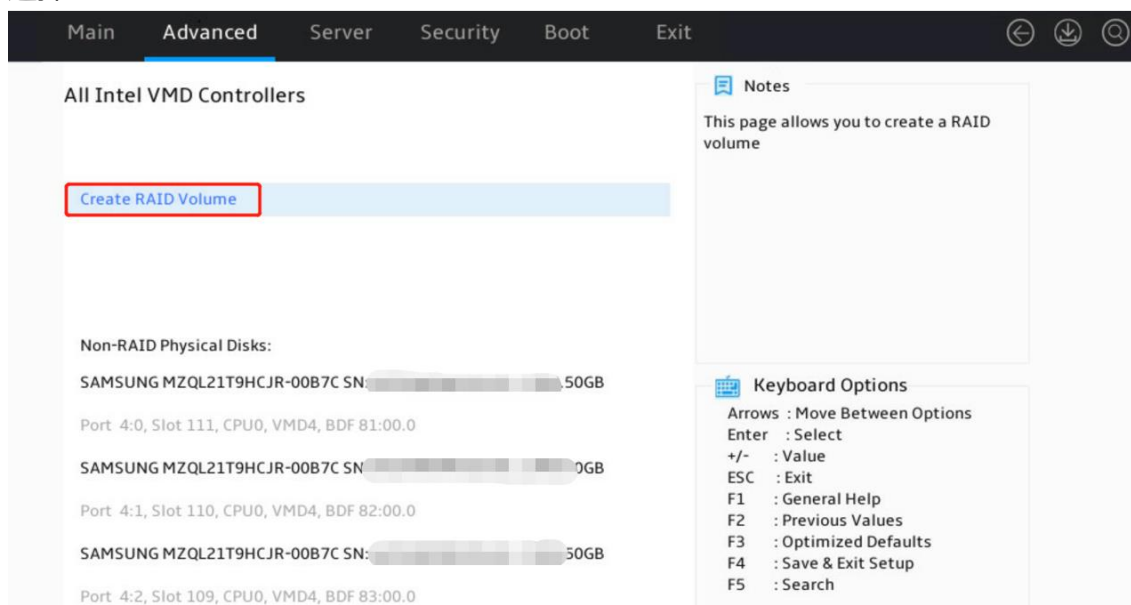 Main Advanced Server Security Boot Exit
All Intel VMD Controllers
Create RAID Volume
Non-RAID Physical Disks:
SAMSUNG MZQL21T9HCJR-00B7C SN: .50GB
Port 4:0, Slot 111, CPU0, VMD4, BDF 81:00.0
SAMSUNG MZQL21T9HCJR-00B7C SN 0GB
Port 4:1, Slot 110, CPU0, VMD4, BDF 82:00.0
SAMSUNG MZQL21T9HCJR-00B7C SN: 50GB
Port 4:2, Slot 109, CPU0, VMD4, BDF 83:00.0
Notes
This page allows you to create a RAID
volume
Keyboard Options
Arrows : Move Between Options
Enter : Select
+/- : Value
ESC : Exit
F1 : General Help
F2 : Previous Values
F3 : Optimized Defaults
F4 : Save & Exit Setup
F5 : Search